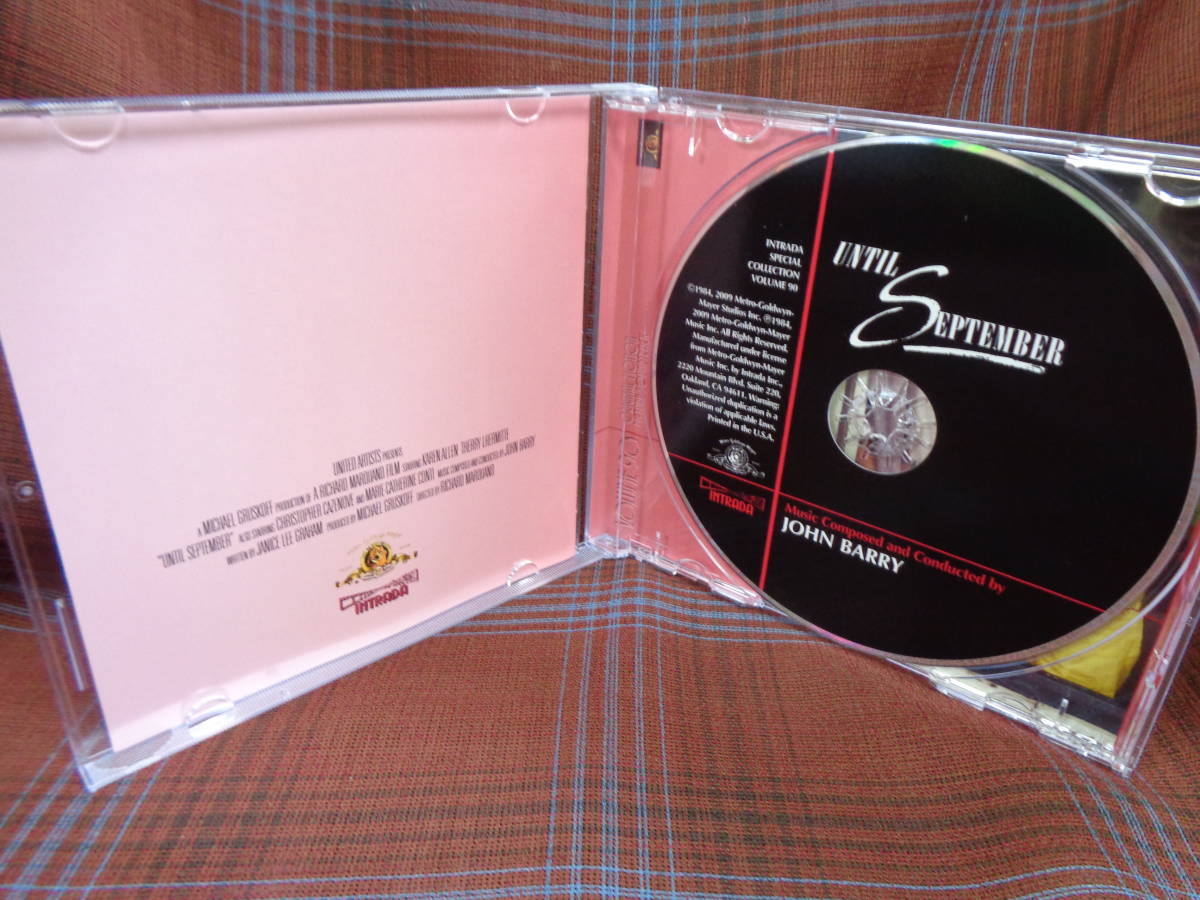 UNITED ARTISTS PRESENTS
A MICHAEL GRUSKOFF PRODUCTION OF A RICHARD MARQUAND FILM STARRING KAREN ALLEN THIERRY LHERMITTE
"UNTIL SEPTEMBER" ALSO STARRING CHRISTOPHER CAZENOVE AND MARIE CATHERINE CONTI MUSIC COMPOSED AND CONDUCTED BY JOHN BARRY
WRITTEN BY JANICE LEE GRAHAM PRODUCED BY MICHAEL GRUSKOFF DIRECTED BY RICHARD MARQUAND
INTRADA
INTRADA
SPECIAL
COLLECTION
VOLUME 90
©1984, 2009 Metro-Goldwyn-
Mayer Studios Inc. ℗1984,
2009 Metro-Goldwyn-Mayer
Music Inc. All Rights Reserved.
Manufactured under license
from Metro-Goldwyn-Mayer
Music Inc. by Intrada Inc.,
2220 Mountain Blvd. Suite 220,
Oakland, CA 94611. Warning:
Unauthorized duplication is a
violation of applicable laws.
Printed in the U.S.A.
INTRADA
UNTIL
SEPTEMBER
Music Composed and Conducted by
JOHN BARRY